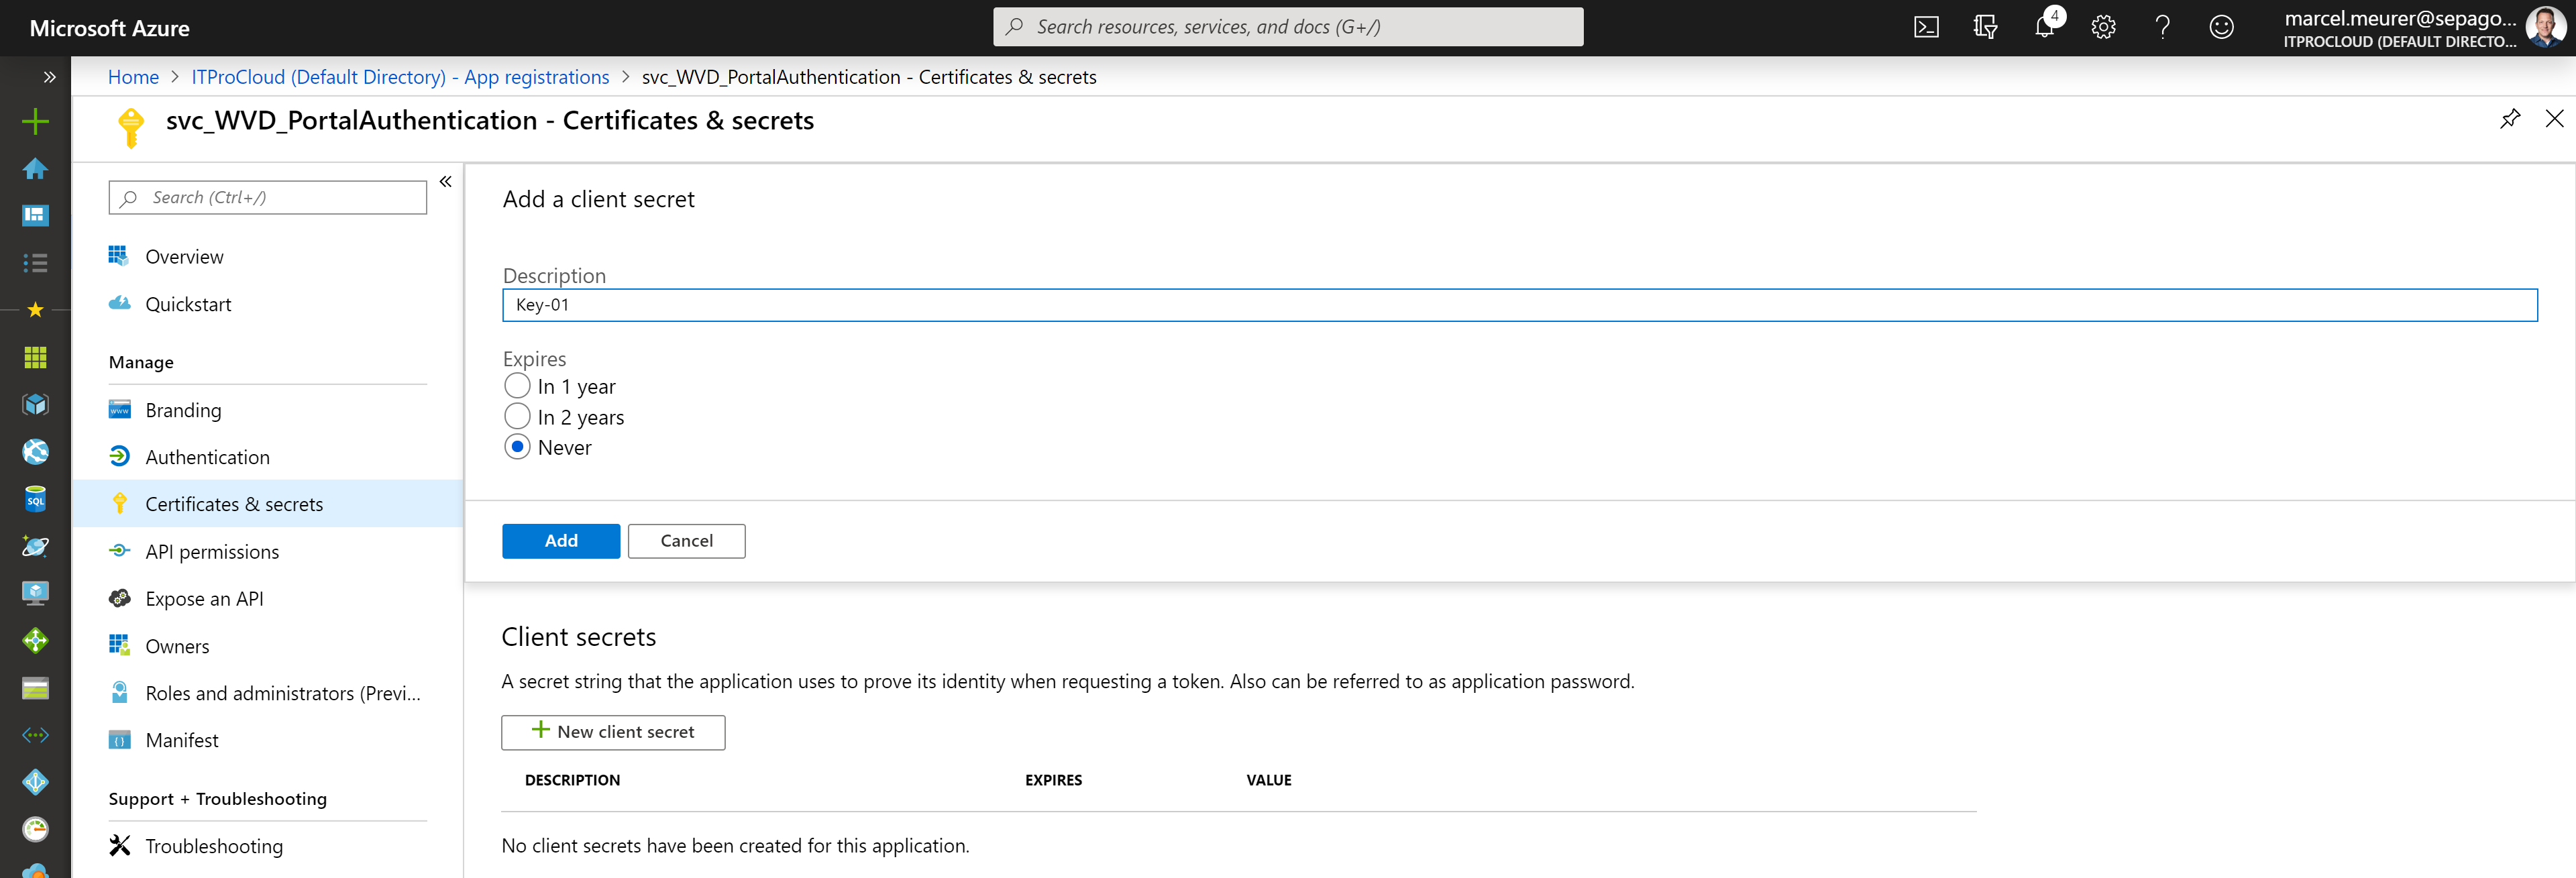 Microsoft Azure
Search resources, services, and docs (G+/)
4
marcel.meurer@sepago...
ITPROCLOUD (DEFAULT DIRECTO...
Home > ITProCloud (Default Directory) - App registrations > svc_WVD_PortalAuthentication - Certificates & secrets
svc_WVD_PortalAuthentication - Certificates & secrets
Search (Ctrl+/)
Overview
Quickstart
Manage
www
Branding
Authentication
Certificates & secrets
API permissions
Expose an API
Owners
Roles and administrators (Previ...
Manifest
Support + Troubleshooting
Troubleshooting
SQL
Add a client secret
Description
Key-01
Expires
In 1 year
In 2 years
Never
Add
Cancel
Client secrets
A secret string that the application uses to prove its identity when requesting a token. Also can be referred to as application password.
+ New client secret
DESCRIPTION EXPIRES VALUE
No client secrets have been created for this application.